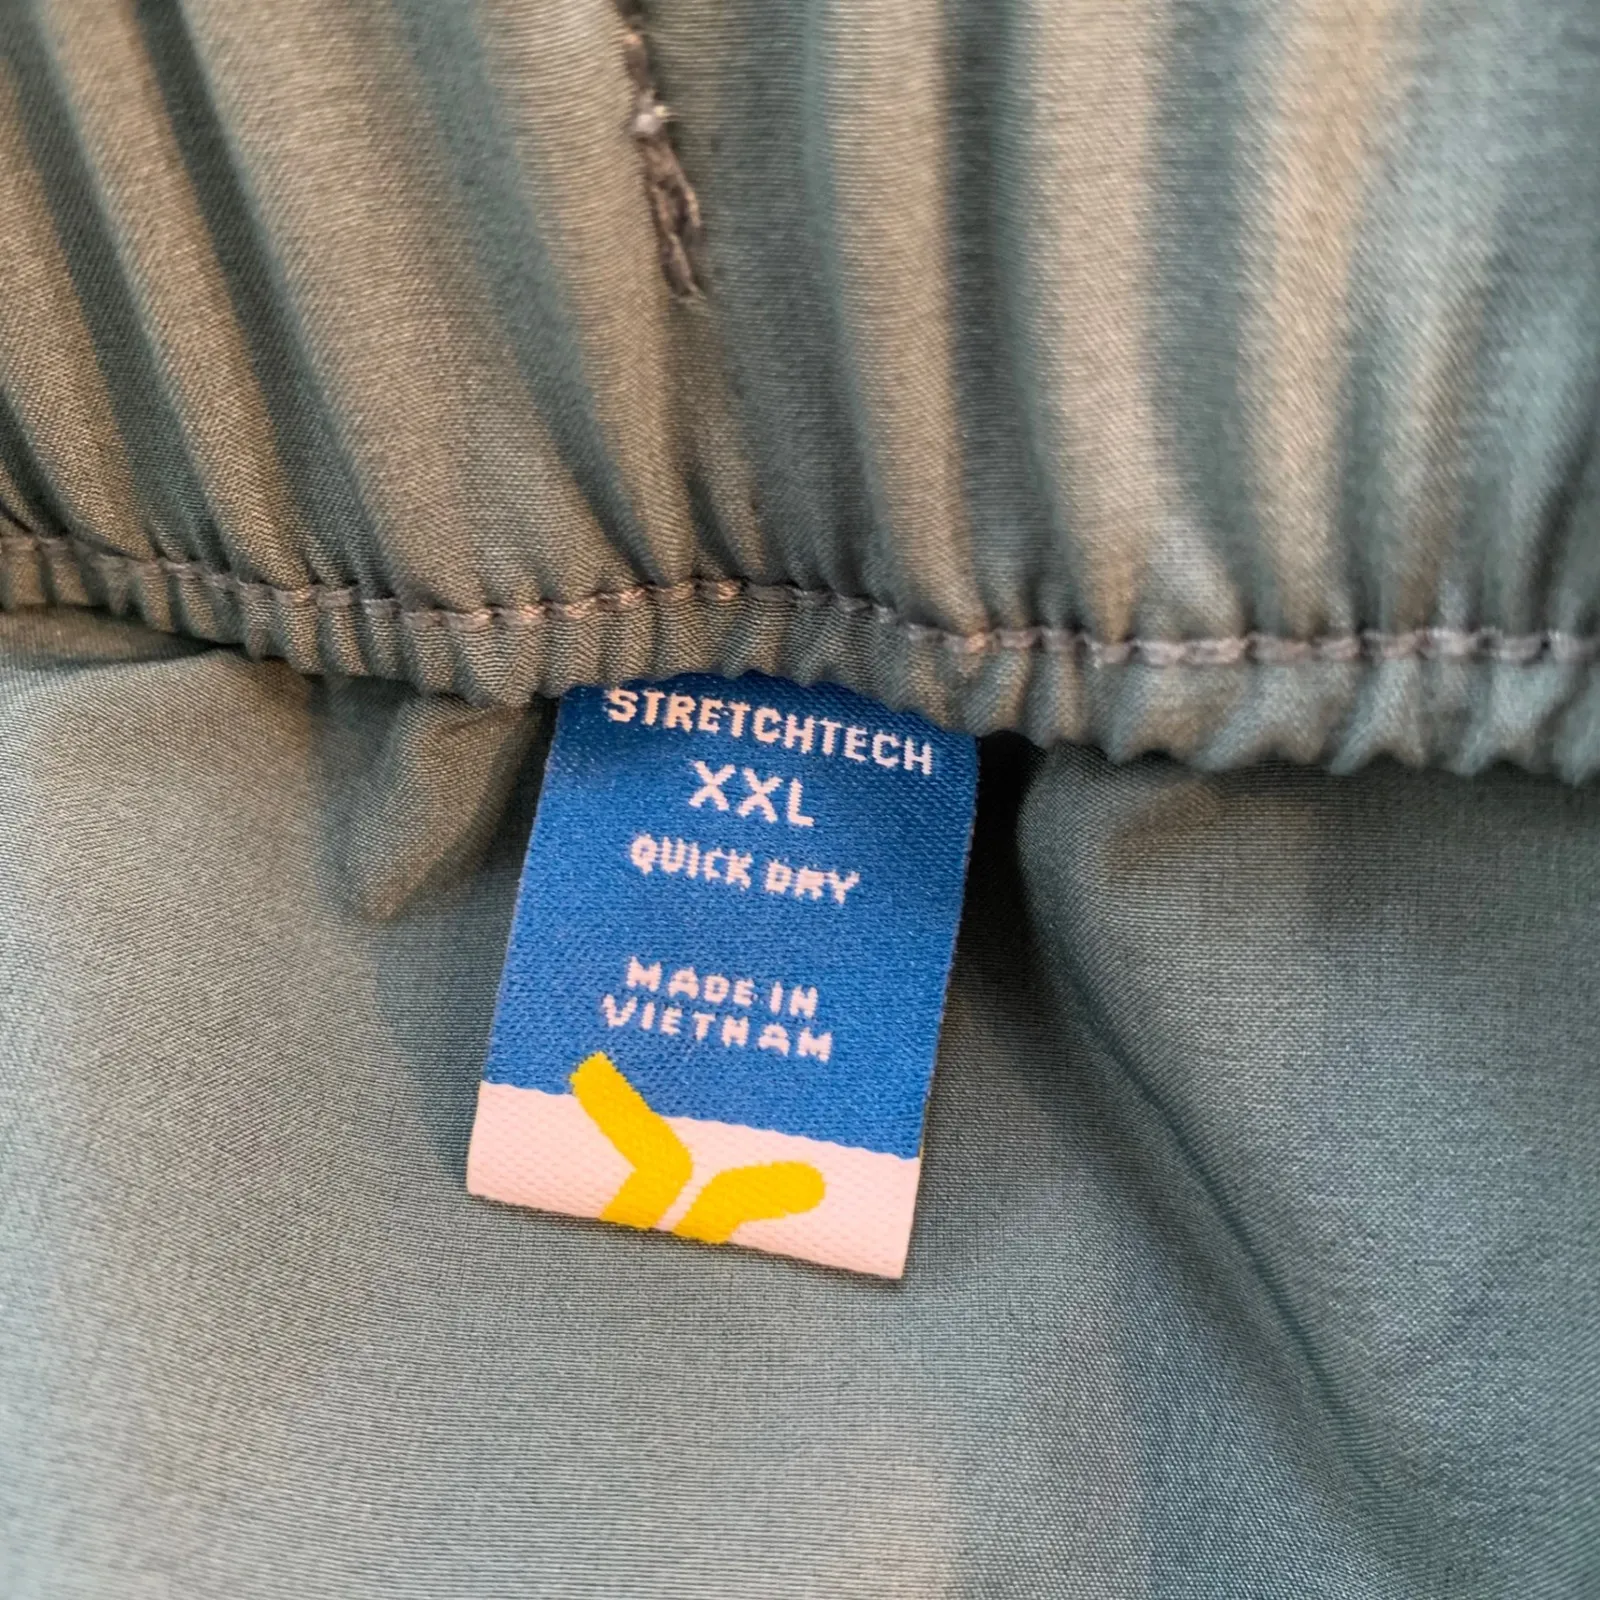 STRETCHTECH
XXL
QUICK DRY
MADE IN
VIETNAM